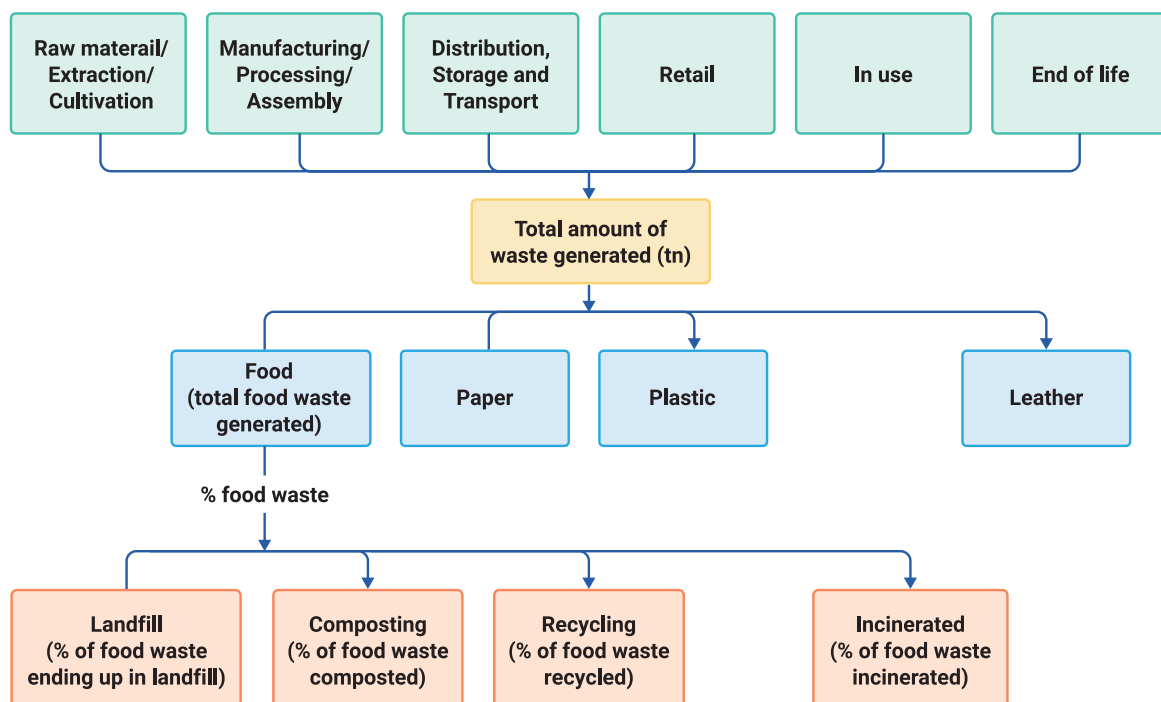 Raw materail/
Extraction/
Cultivation
Manufacturing/
Processing/
Assembly
Distribution,
Storage and
Transport
Retail
In use
End of life
Total amount of
waste generated (tn)
Food
(total food waste
generated)
Paper
Plastic
Leather
% food waste
Landfill
(% of food waste
ending up in landfill)
Composting
(% of food waste
composted)
Recycling
(% of food waste
recycled)
Incinerated
(% of food waste
incinerated)